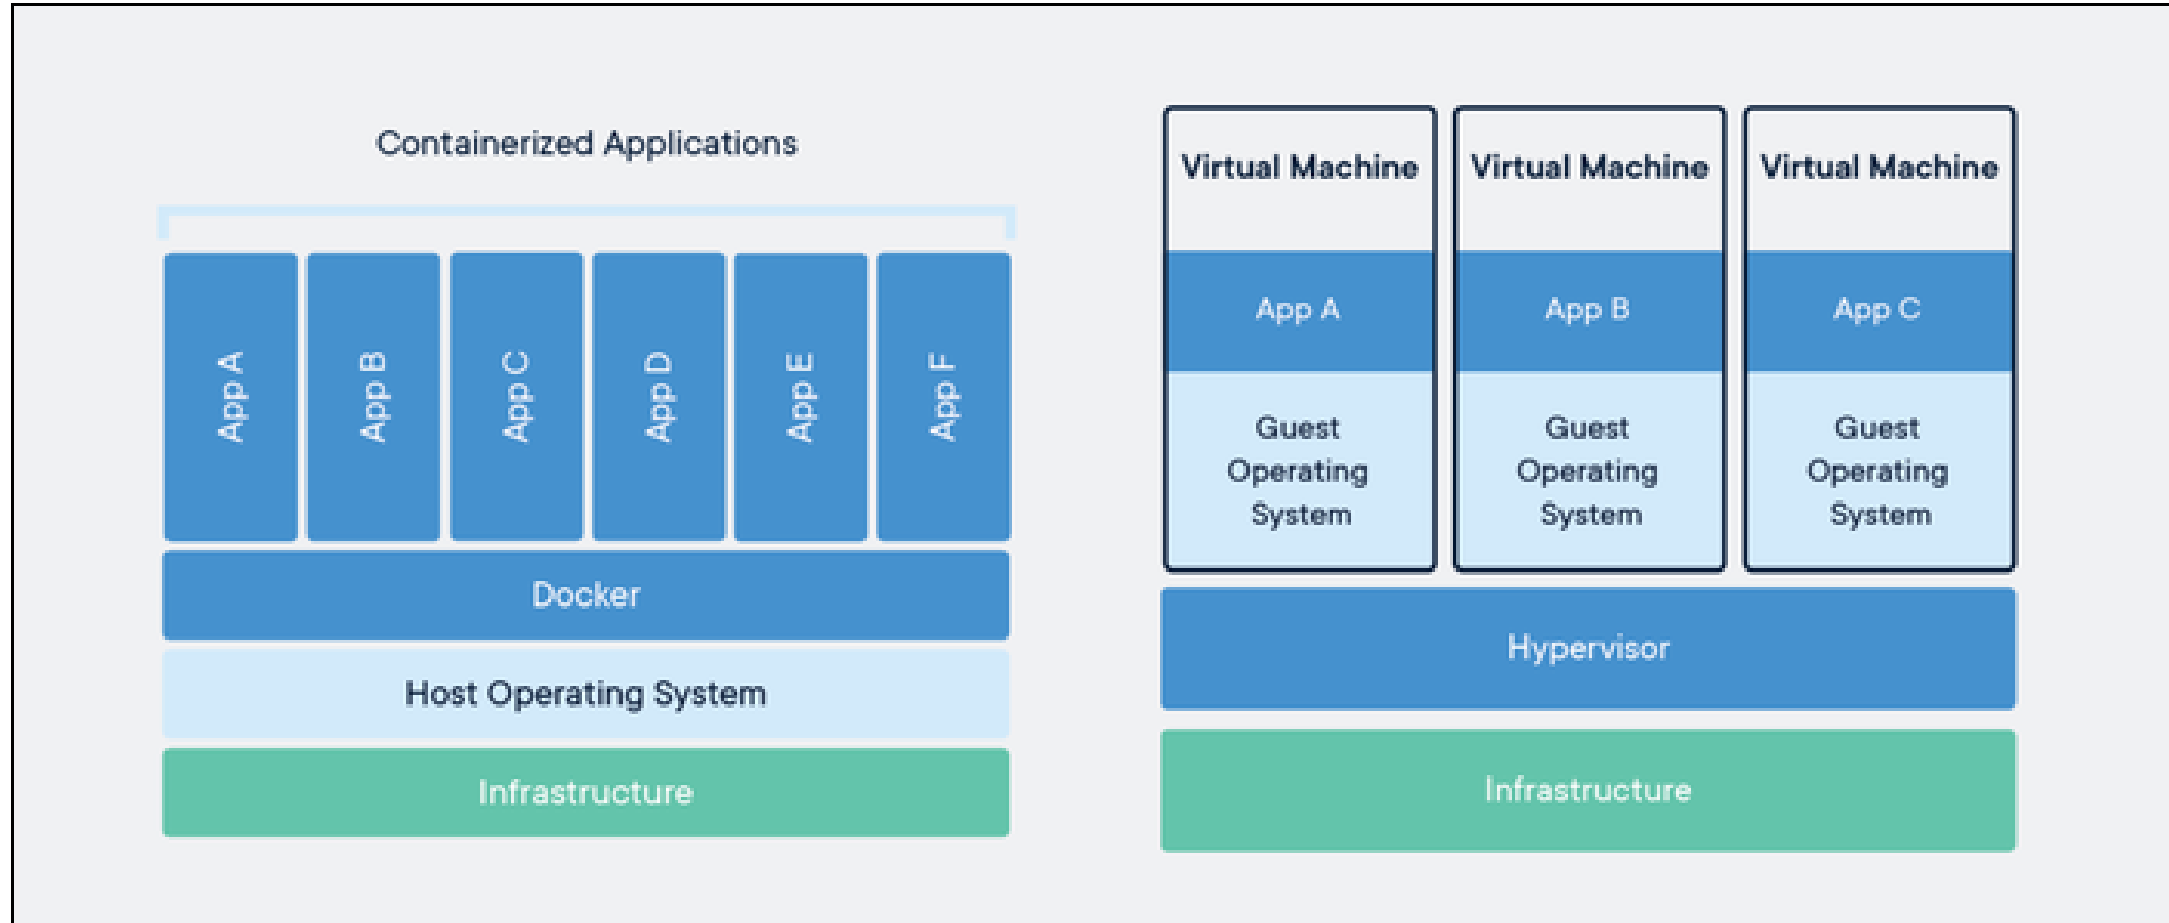 Containerized Applications
App A
App B
App C
App D
App E
App F
Docker
Host Operating System
Infrastructure
Virtual Machine
App A
Guest
Operating
System
Virtual Machine
App B
Guest
Operating
System
Virtual Machine
App C
Guest
Operating
System
Hypervisor
Infrastructure